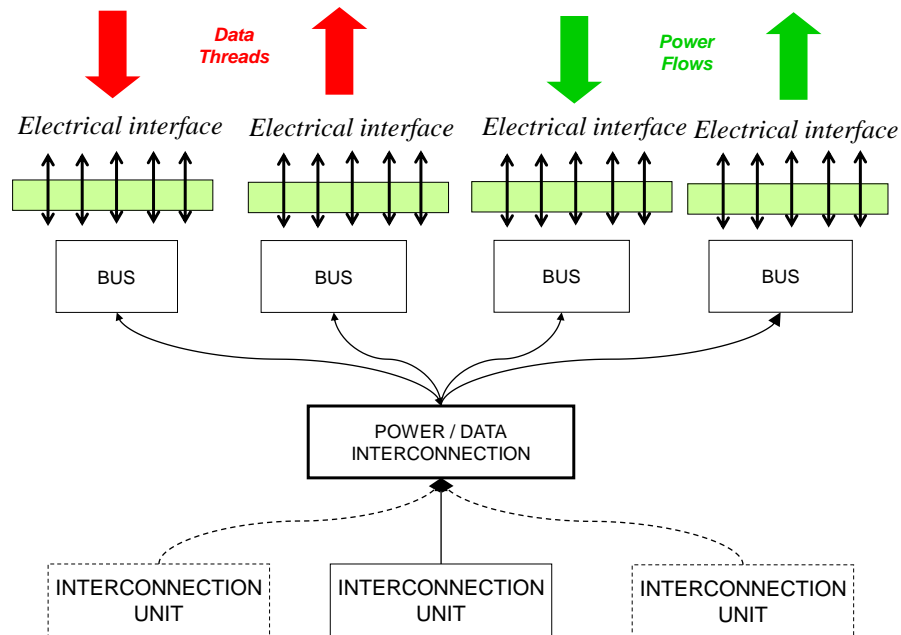 Data
Threads
Power
Flows
Electrical interface
Electrical interface
Electrical interface
Electrical interface
BUS
BUS
BUS
BUS
POWER / DATA
INTERCONNECTION
INTERCONNECTION
UNIT
INTERCONNECTION
UNIT
INTERCONNECTION
UNIT